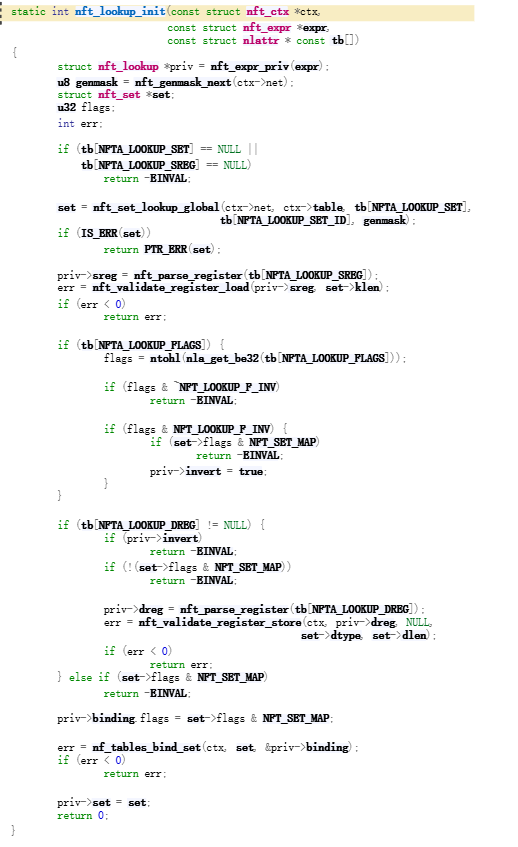 static int nft_lookup_init(const struct nft_ctx *ctx,
const struct nft_expr *expr,
const struct nlattr * const tb[])
{
struct nft_lookup *priv = nft_expr_priv(expr);
u8 genmask = nft_genmask_next(ctx->net);
struct nft_set *set;
u32 flags;
int err;
if (tb[NFTA_LOOKUP_SET] == NULL ||
tb[NFTA_LOOKUP_SREG] == NULL)
return -EINVAL;
set = nft_set_lookup_global(ctx->net, ctx->table, tb[NFTA_LOOKUP_SET],
tb[NFTA_LOOKUP_SET_ID], genmask);
if (IS_ERR(set))
return PTR_ERR(set);
priv->sreg = nft_parse_register(tb[NFTA_LOOKUP_SREG]);
err = nft_validate_register_load(priv->sreg, set->klen);
if (err < 0)
return err;
if (tb[NFTA_LOOKUP_FLAGS]) {
flags = ntohl(nla_get_be32(tb[NFTA_LOOKUP_FLAGS]));
if (flags & ~NFT_LOOKUP_F_INV)
return -EINVAL;
if (flags & NFT_LOOKUP_F_INV) {
if (set->flags & NFT_SET_MAP)
return -EINVAL;
priv->invert = true;
}
}
if (tb[NFTA_LOOKUP_DREG] != NULL) {
if (priv->invert)
return -EINVAL;
if (!(set->flags & NFT_SET_MAP))
return -EINVAL;
priv->dreg = nft_parse_register(tb[NFTA_LOOKUP_DREG]);
err = nft_validate_register_store(ctx, priv->dreg, NULL,
set->dtype, set->dlen);
if (err < 0)
return err;
} else if (set->flags & NFT_SET_MAP)
return -EINVAL;
priv->binding.flags = set->flags & NFT_SET_MAP;
err = nf_tables_bind_set(ctx, set, &priv->binding);
if (err < 0)
return err;
priv->set = set;
return 0;
}